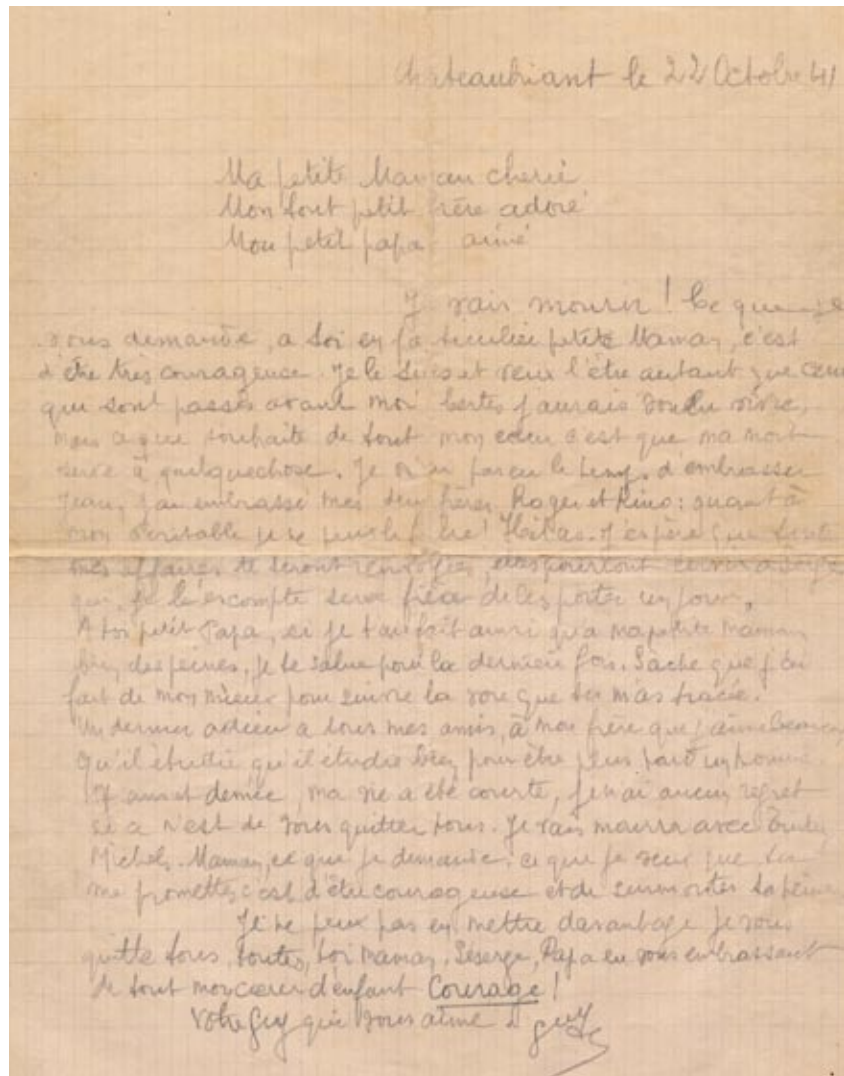 Chateaubriant le 22 Octobre 41
Ma petite Maman cherie
Mon tout petit frère adoré
Mon petit papa aimé
Je vais mourir ! Ce que je
vous demande, a toi en particulier petite Maman, c'est
d'être très courageuse. Je le suis et veux l'être autant que ceux
qui sont passés avant moi. Certes j'aurais voulu vivre,
mais ce que souhaite de tout mon coeur c'est que ma mort
serve à quelquechose. Je n'ai pas eu le temps d'embrasser
Jean, j'ai embrassé mes deux frères, Roger et Rino : quant à
mon veritable je ne peux le faire ! Hélas. J'espère que toute
mes affaires te seront renvoyées, elles pourront servir a Serge
qui, je l'escompte sera fier de les porter un jour,
A toi petit Papa, si je t'ai fait ainsi qu'a ma petite Maman
bien des peines, je te salue pour la dernière fois. Sache que j'ai
fait de mon mieux pour suivre la voie que tu m'as tracée.
Un dernier adieu a tous mes amis, à mon frère que j'aime beaucoup
Qu'il étudie qu'il étudie bien pour être plus tard un homme.
17 ans et demie, ma vie a été courte, je n'ai aucun regret
si ce n'est de vous quitter tous. Je vais mourir avec
Michels. Maman, ce que je demande, ce que je veux que tu
me promettes c'est d'être courageuse et de surmonter ta peine
Je ne peux pas en mettre davantage je vous
quitte tous, toutes, toi Maman, Seserge, Papa en vous embrassant
de tout mon coeur d'enfant Courage !
Votre Guy qui vous aime
Guy